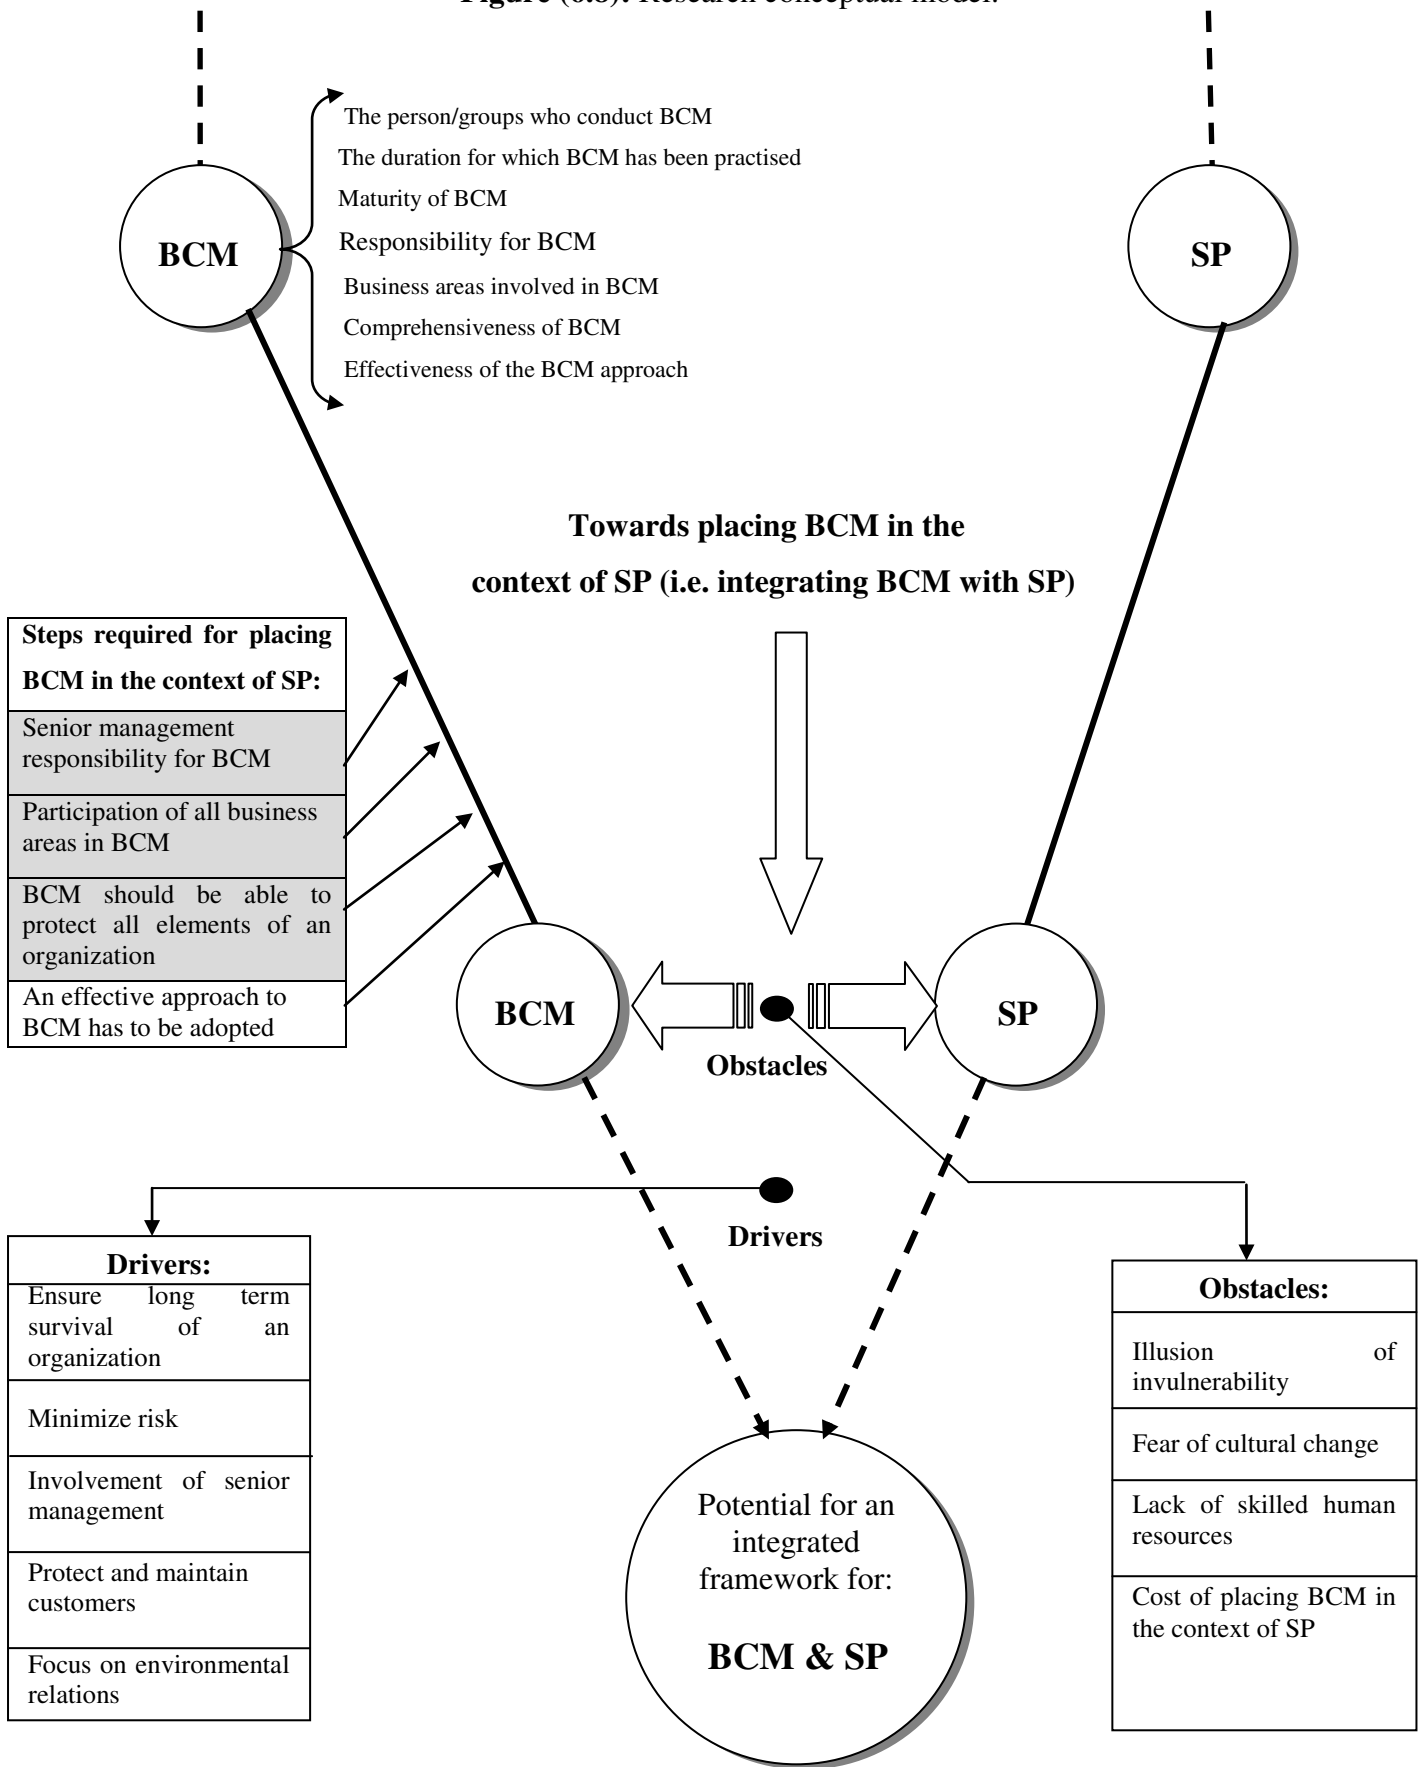 Research conceptual model.
The person/groups who conduct BCM
The duration for which BCM has been practised
Maturity of BCM
Responsibility for BCM
Business areas involved in BCM
Comprehensiveness of BCM
Effectiveness of the BCM approach
BCM
SP
Towards placing BCM in the
context of SP (i.e. integrating BCM with SP)
Steps required for placing
BCM in the context of SP:
Senior management
responsibility for BCM
Participation of all business
areas in BCM
BCM should be able to
protect all elements of an
organization
An effective approach to
BCM has to be adopted
BCM
SP
Obstacles
Drivers
Drivers:
Ensure long term
survival of an
organization
Minimize risk
Involvement of senior
management
Protect and maintain
customers
Focus on environmental
relations
Obstacles:
Illusion of
invulnerability
Fear of cultural change
Lack of skilled human
resources
Cost of placing BCM in
the context of SP
Potential for an
integrated
framework for:
BCM & SP